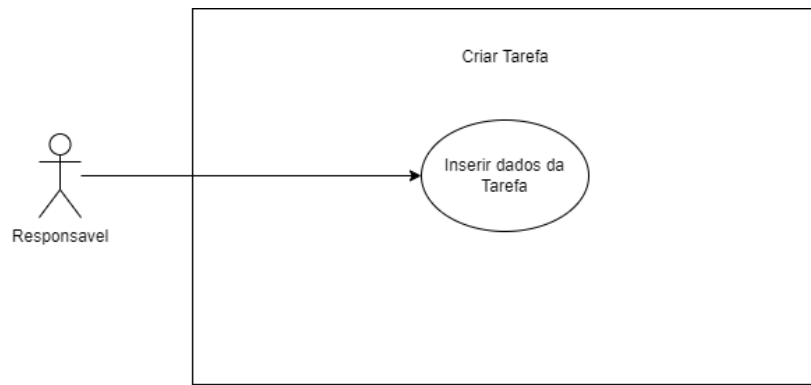 Criar Tarefa
Inserir dados da
Tarefa
Responsavel